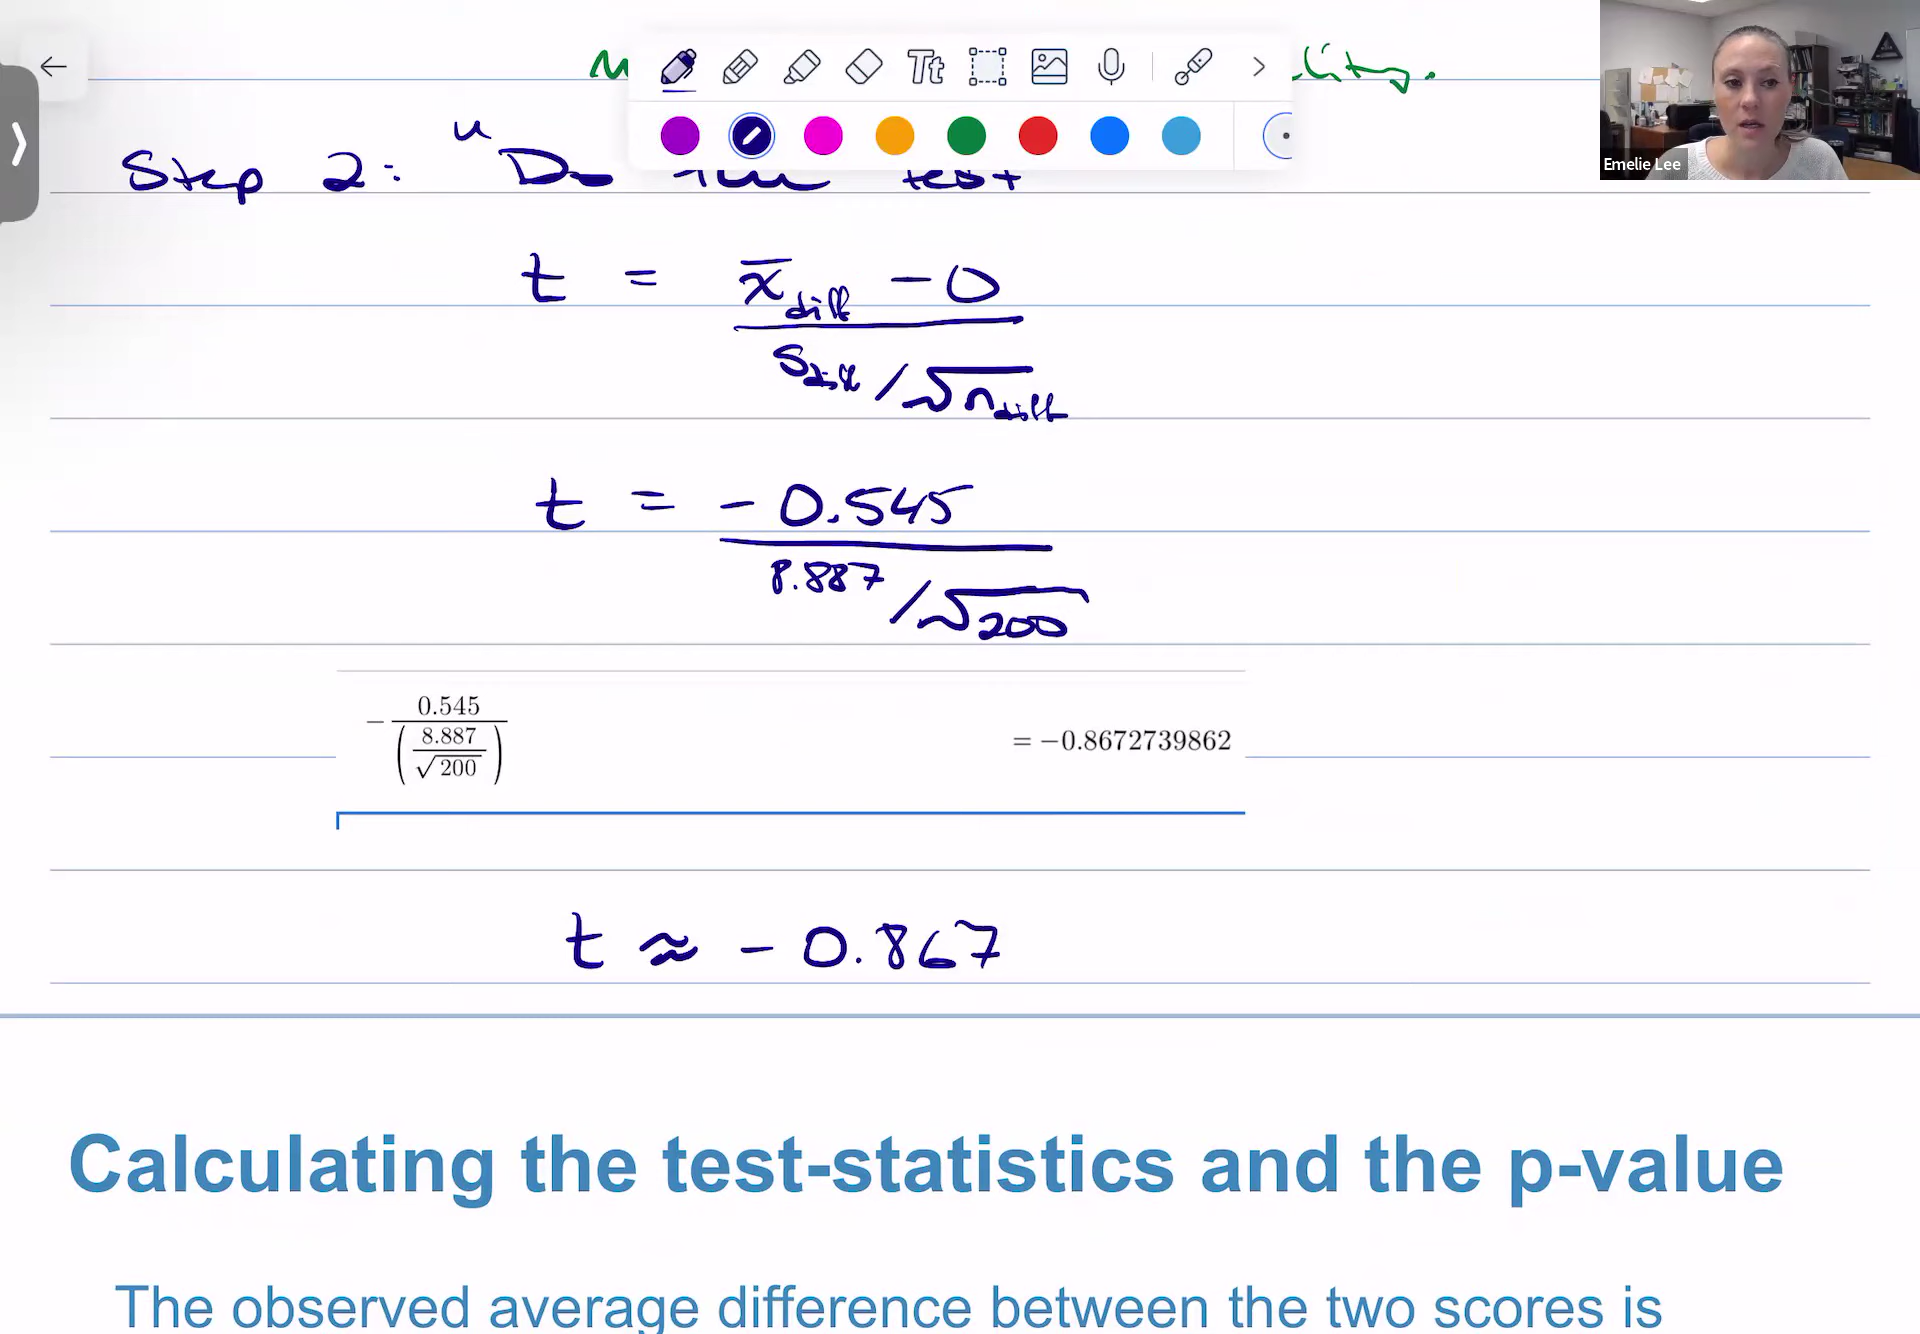 Tt
Emelie Lee
Step 2: "Do the test
t = x̄diff - 0
Sdiff / √ndiff
t = - 0.545
8.887 / √200
- 0.545
( 8.887
√200 )
= −0.8672739862
t ≈ - 0.867
Calculating the test-statistics and the p-value
The observed average difference between the two scores is